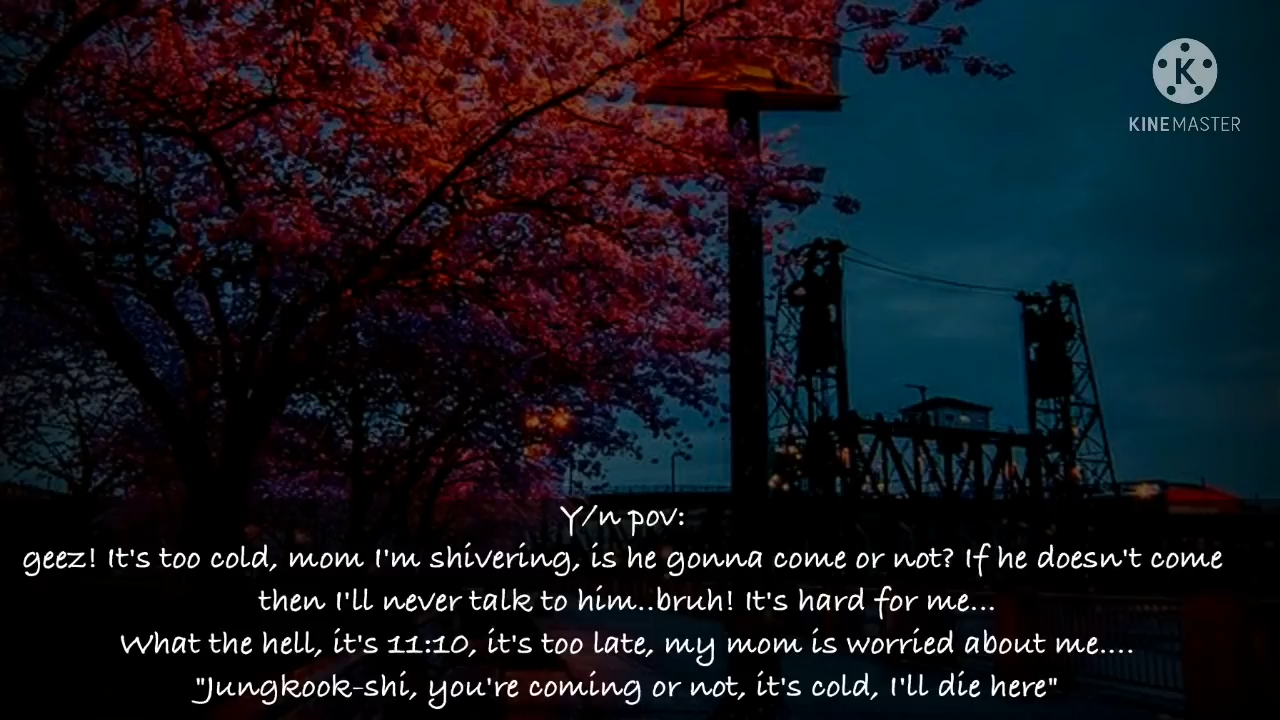 K
KINEMASTER
Y/n pov:
geez! It's too cold, mom I'm shivering, is he gonna come or not? If he doesn't come
then I'll never talk to him..bruh! It's hard for me...
What the hell, it's 11:10, it's too late, my mom is worried about me....
"Jungkook-shi, you're coming or not, it's cold, I'll die here"